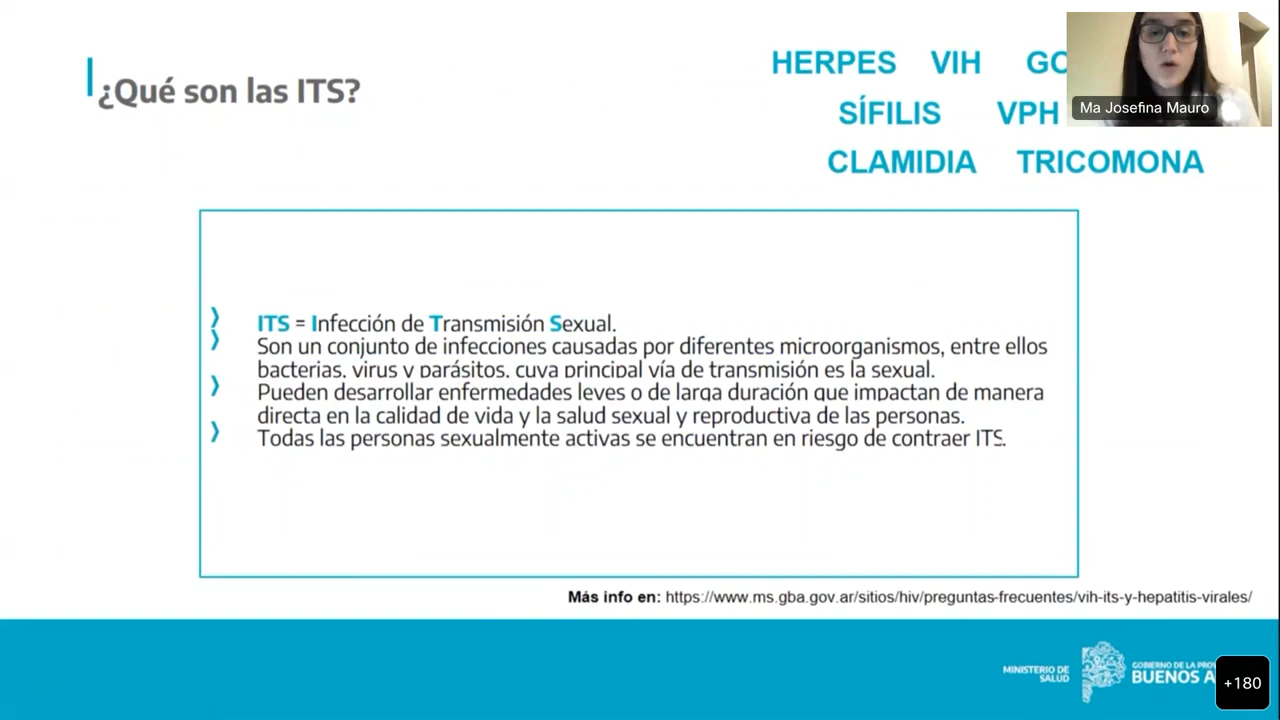 ¿Qué son las ITS?
HERPES VIH GO
SÍFILIS VPH
CLAMIDIA TRICOMONA
Ma Josefina Mauro
ITS = Infección de Transmisión Sexual.
Son un conjunto de infecciones causadas por diferentes microorganismos, entre ellos
bacterias, virus y parásitos, cuya principal vía de transmisión es la sexual.
Pueden desarrollar enfermedades leves o de larga duración que impactan de manera
directa en la calidad de vida y la salud sexual y reproductiva de las personas.
Todas las personas sexualmente activas se encuentran en riesgo de contraer ITS.
Más info en: https://www.ms.gba.gov.ar/sitios/hiv/preguntas-frecuentes/vih-its-y-hepatitis-virales/
MINISTERIO DE
SALUD
GOBIERNO DE LA PRO
BUENOS A
+180